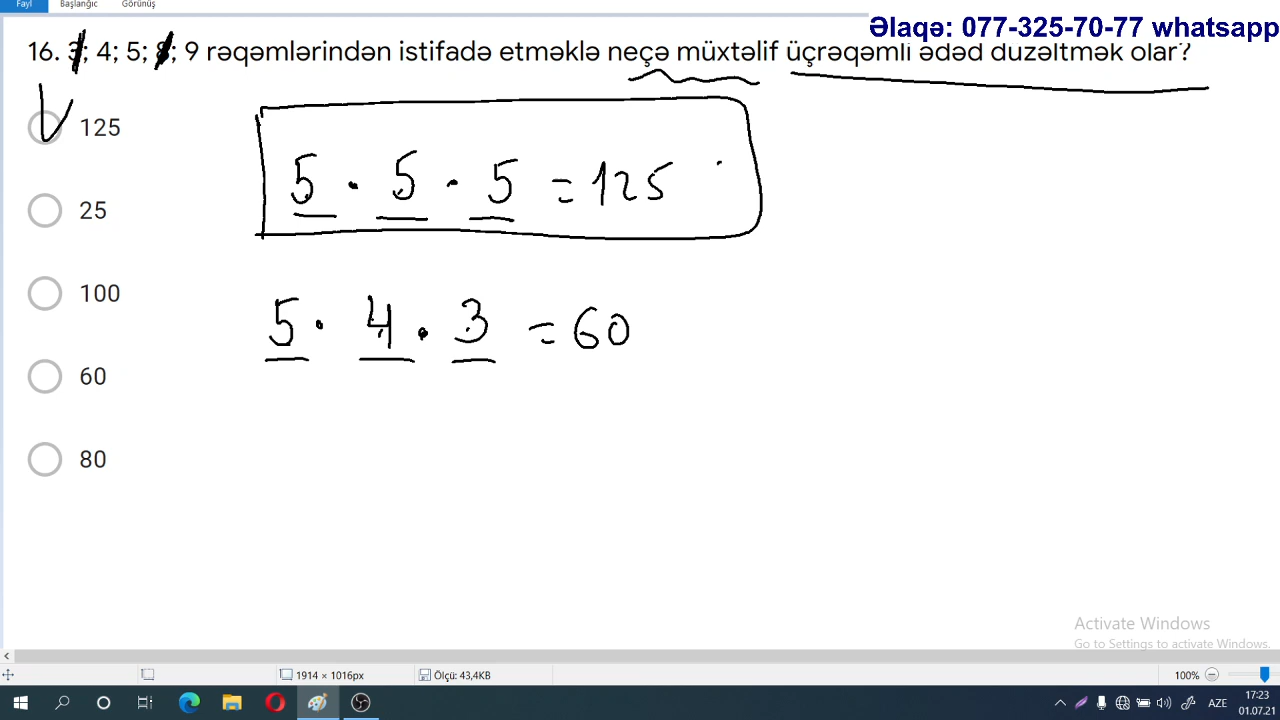 Fayl Başlanğıc Görünüş
Əlaqə: 077-325-70-77 whatsapp
16. 3; 4; 5; ; 9 rəqəmlərindən istifadə etməklə neçə müxtəlif üçrəqəmli ədəd düzəltmək olar?
125
5 · 5 · 5 = 125
25
100
5 · 4 · 3 = 60
60
80
Activate Windows
Go to Settings to activate Windows.
1914 × 1016px Ölçü: 43,4KB 100%
AZE 17:23
01.07.21